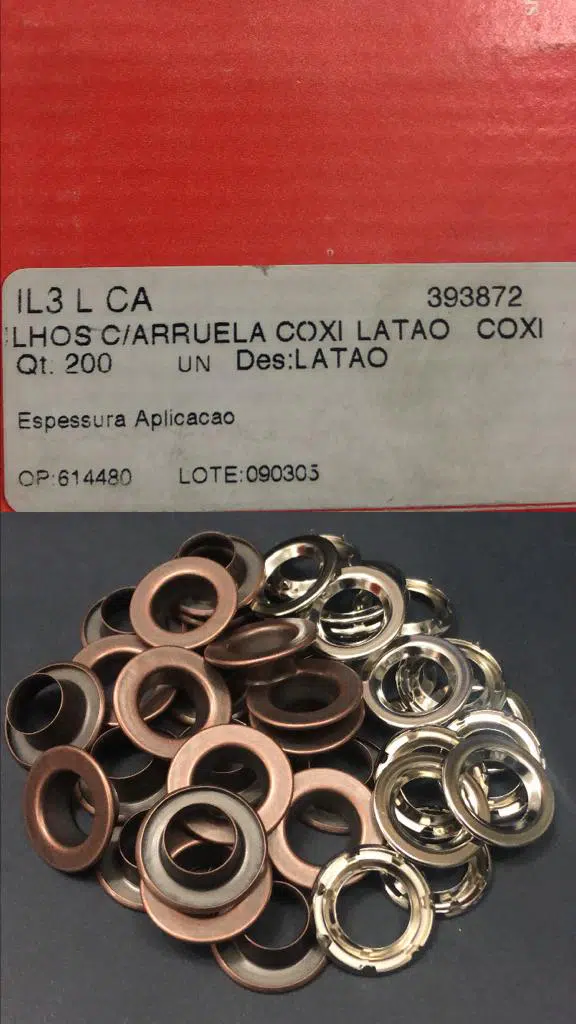 IL3 L CA 393872
LHOS C/ARRUELA COXI LATAO COXI
Qt. 200 UN Des:LATAO
Espessura Aplicacao
OP:614480 LOTE:090305